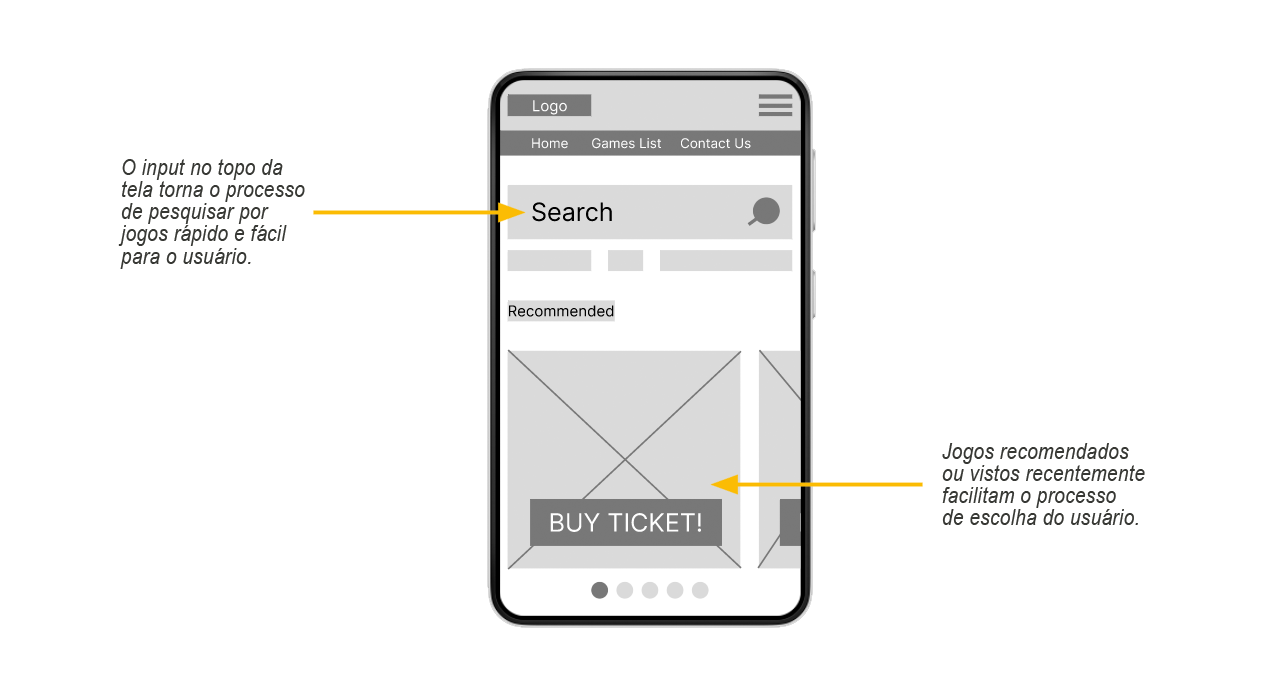 Logo
Home Games List Contact Us
O input no topo da
tela torna o processo
de pesquisar por
jogos rápido e fácil
para o usuário.
Search
Recommended
Jogos recomendados
ou vistos recentemente
facilitam o processo
de escolha do usuário.
BUY TICKET!